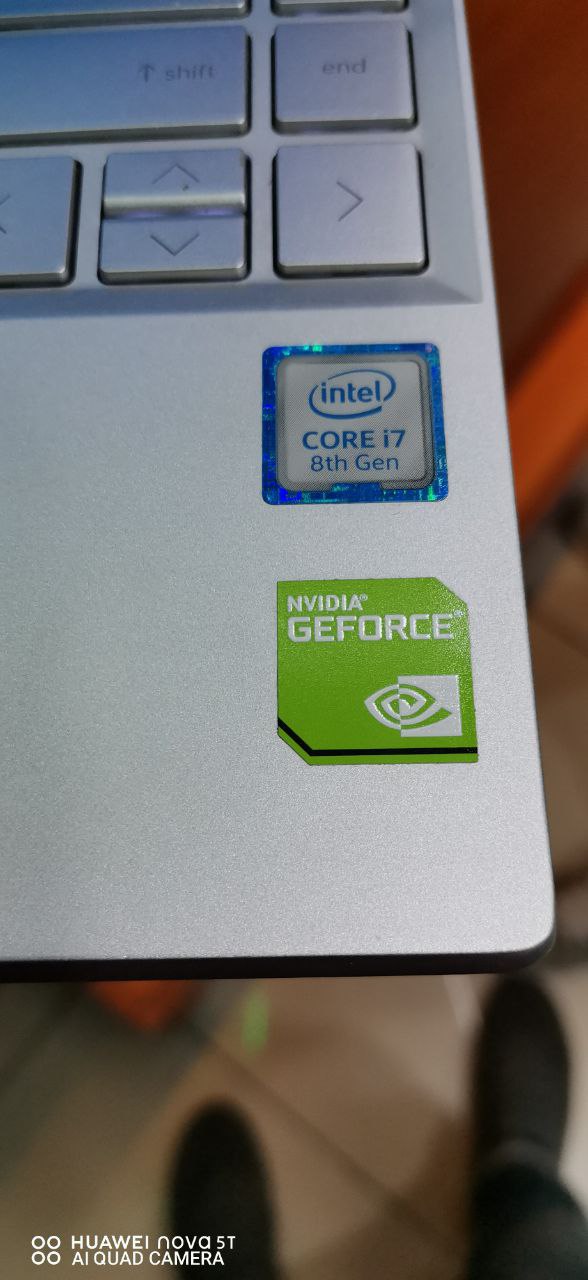 ↑ shift
end
intel
CORE i7
8th Gen
NVIDIA®
GEFORCE®
HUAWEI nova 5T
AI QUAD CAMERA